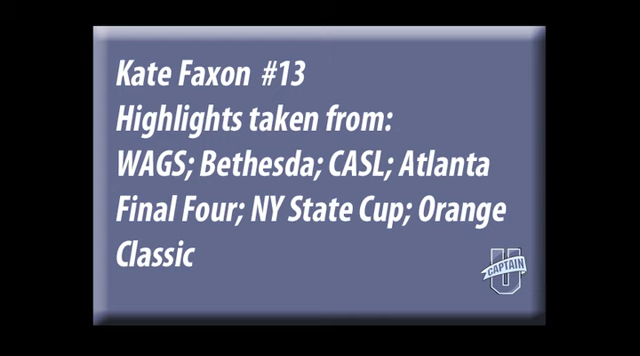 Kate Faxon #13
Highlights taken from:
WAGS; Bethesda; CASL; Atlanta
Final Four; NY State Cup; Orange
Classic
CAPTAIN
U